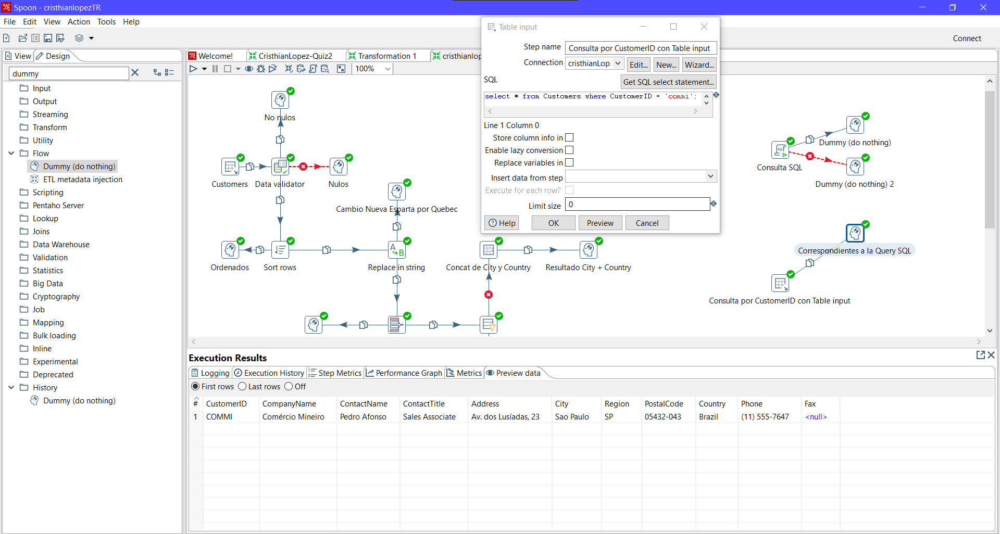 Spoon - cristhianlopezTR
File Edit View Action Tools Help
Connect
View Design
dummy
Input
Output
Streaming
Transform
Utility
Flow
Dummy (do nothing)
ETL metadata injection
Scripting
Pentaho Server
Lookup
Joins
Data Warehouse
Validation
Statistics
Big Data
Cryptography
Job
Mapping
Bulk loading
Inline
Experimental
Deprecated
History
Dummy (do nothing)
Welcome! CristhianLopez-Quiz2 Transformation 1 cristhianlop
100%
No nulos
Customers Data validator Nulos
Cambio Nueva Esparta por Quebec
Ordenados Sort rows Replace in string Concat de City y Country Resultado City + Country
Table input
Step name Consulta por CustomerID con Table input
Connection cristhianLop Edit... New... Wizard...
SQL Get SQL select statement...
select * from Customers where CustomerID = 'commi';
Line 1 Column 0
Store column info in
Enable lazy conversion
Replace variables in
Insert data from step
Execute for each row?
Limit size 0
Help OK Preview Cancel
Dummy (do nothing)
SQL
Consulta SQL
Dummy (do nothing) 2
Correspondientes a la Query SQL
Consulta por CustomerID con Table input
Execution Results
Logging Execution History Step Metrics Performance Graph Metrics Preview data
First rows Last rows Off
# CustomerID CompanyName ContactName ContactTitle Address City Region PostalCode Country Phone Fax
1 COMMI Comércio Mineiro Pedro Afonso Sales Associate Av. dos Lusíadas, 23 Sao Paulo SP 05432-043 Brazil (11) 555-7647 <null>